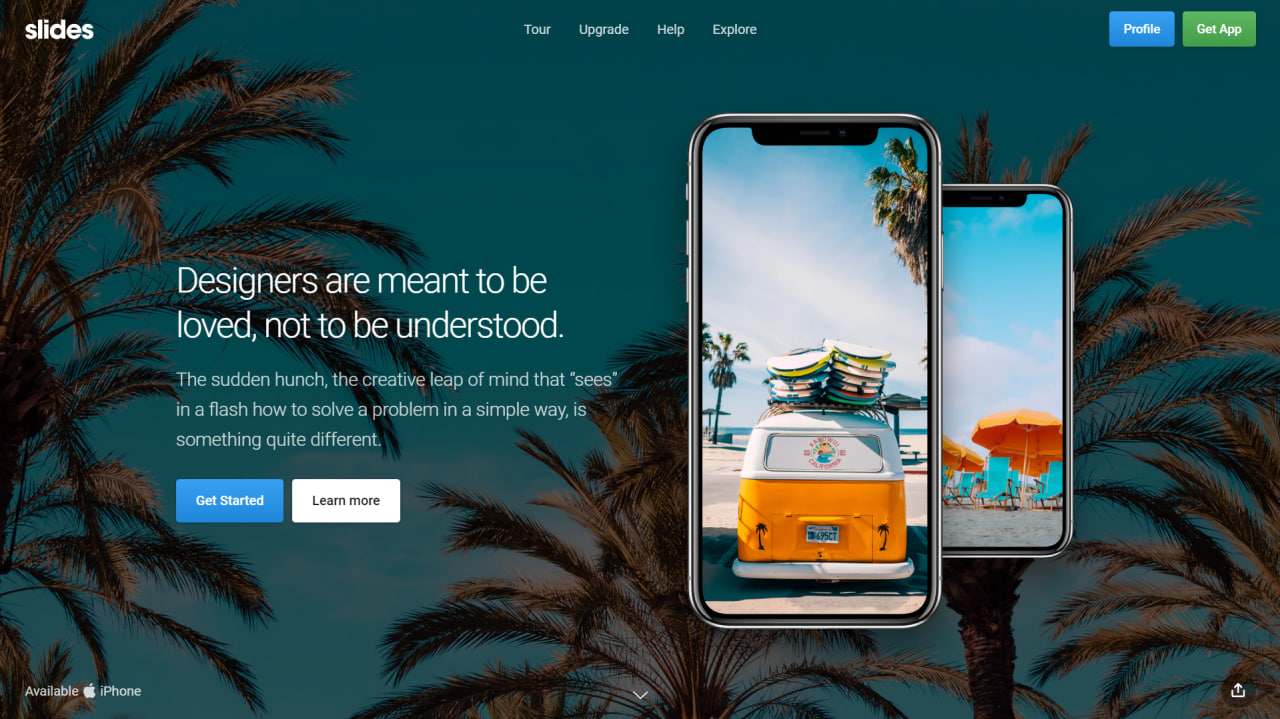 slides
Tour
Upgrade
Help
Explore
Profile
Get App
Designers are meant to be
loved, not to be understood.
The sudden hunch, the creative leap of mind that “sees”
in a flash how to solve a problem in a simple way, is
something quite different.
Get Started
Learn more
CALIFORNIA
695CT
Available iPhone